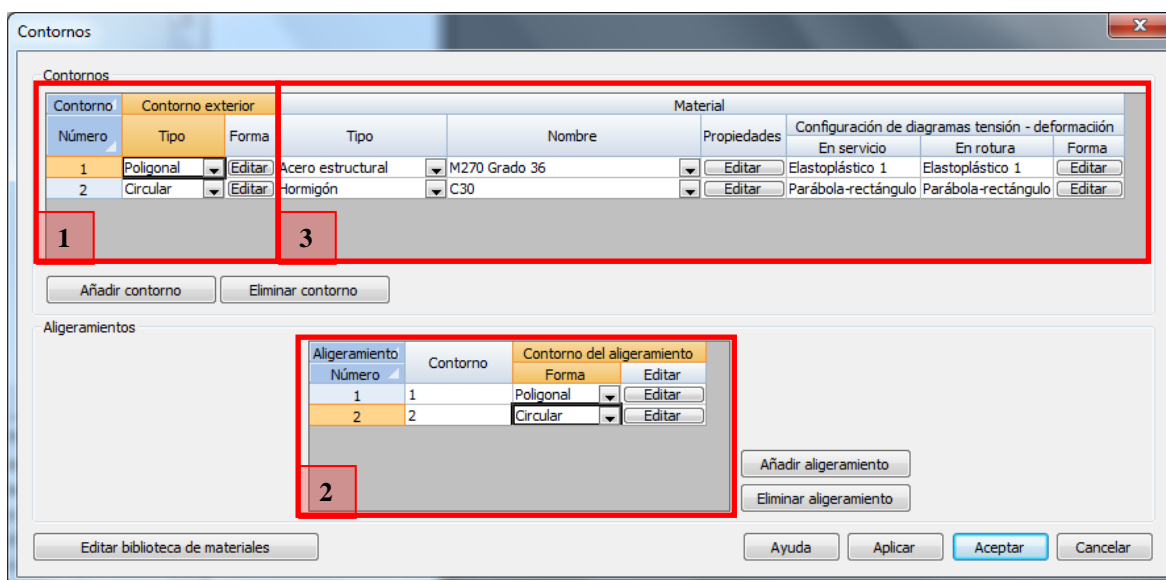 Contornos
Contornos
Contorno Contorno exterior Material
Número Tipo Forma Tipo Nombre Propiedades Configuración de diagramas tensión - deformaciión
En servicio En rotura Forma
1 Poligonal Editar Acero estructural M270 Grado 36 Editar Elastoplástico 1 Elastoplástico 1 Editar
2 Circular Editar Hormigón C30 Editar Parábola-rectángulo Parábola-rectángulo Editar
1 3
Añadir contorno Eliminar contorno
Aligeramientos
Aligeramiento Contorno Contorno del aligeramiento
Número Forma Editar
1 1 Poligonal Editar
2 2 Circular Editar
2
Añadir aligeramiento
Eliminar aligeramiento
Editar biblioteca de materiales Ayuda Aplicar Aceptar Cancelar